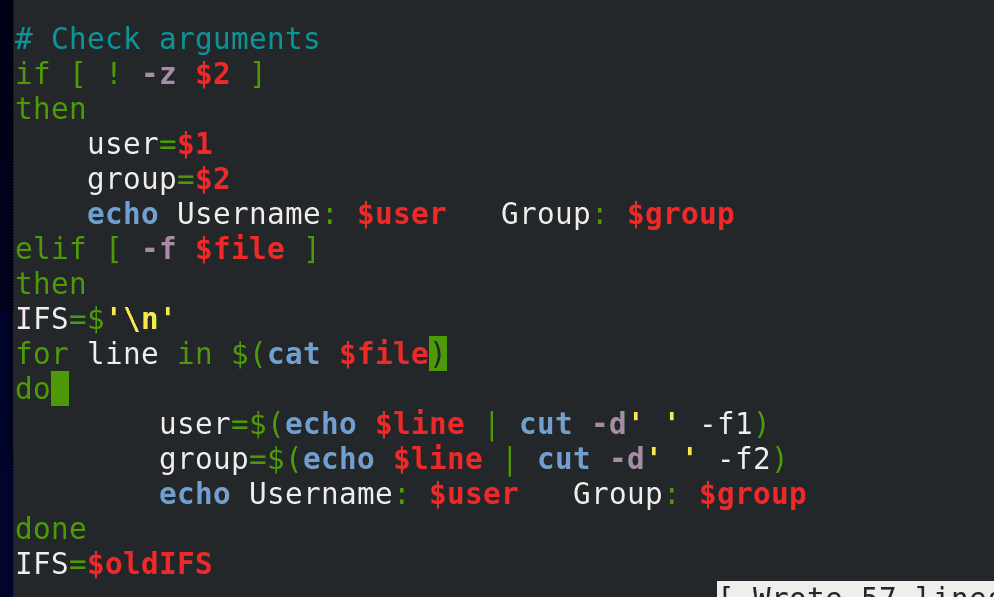 # Check arguments
if [ ! -z $2 ]
then
    user=$1
    group=$2
    echo Username: $user   Group: $group
elif [ -f $file ]
then
IFS=$'\n'
for line in $(cat $file)
do
        user=$(echo $line | cut -d' ' -f1)
        group=$(echo $line | cut -d' ' -f2)
        echo Username: $user   Group: $group
done
IFS=$oldIFS
[ Wrote 57 lines